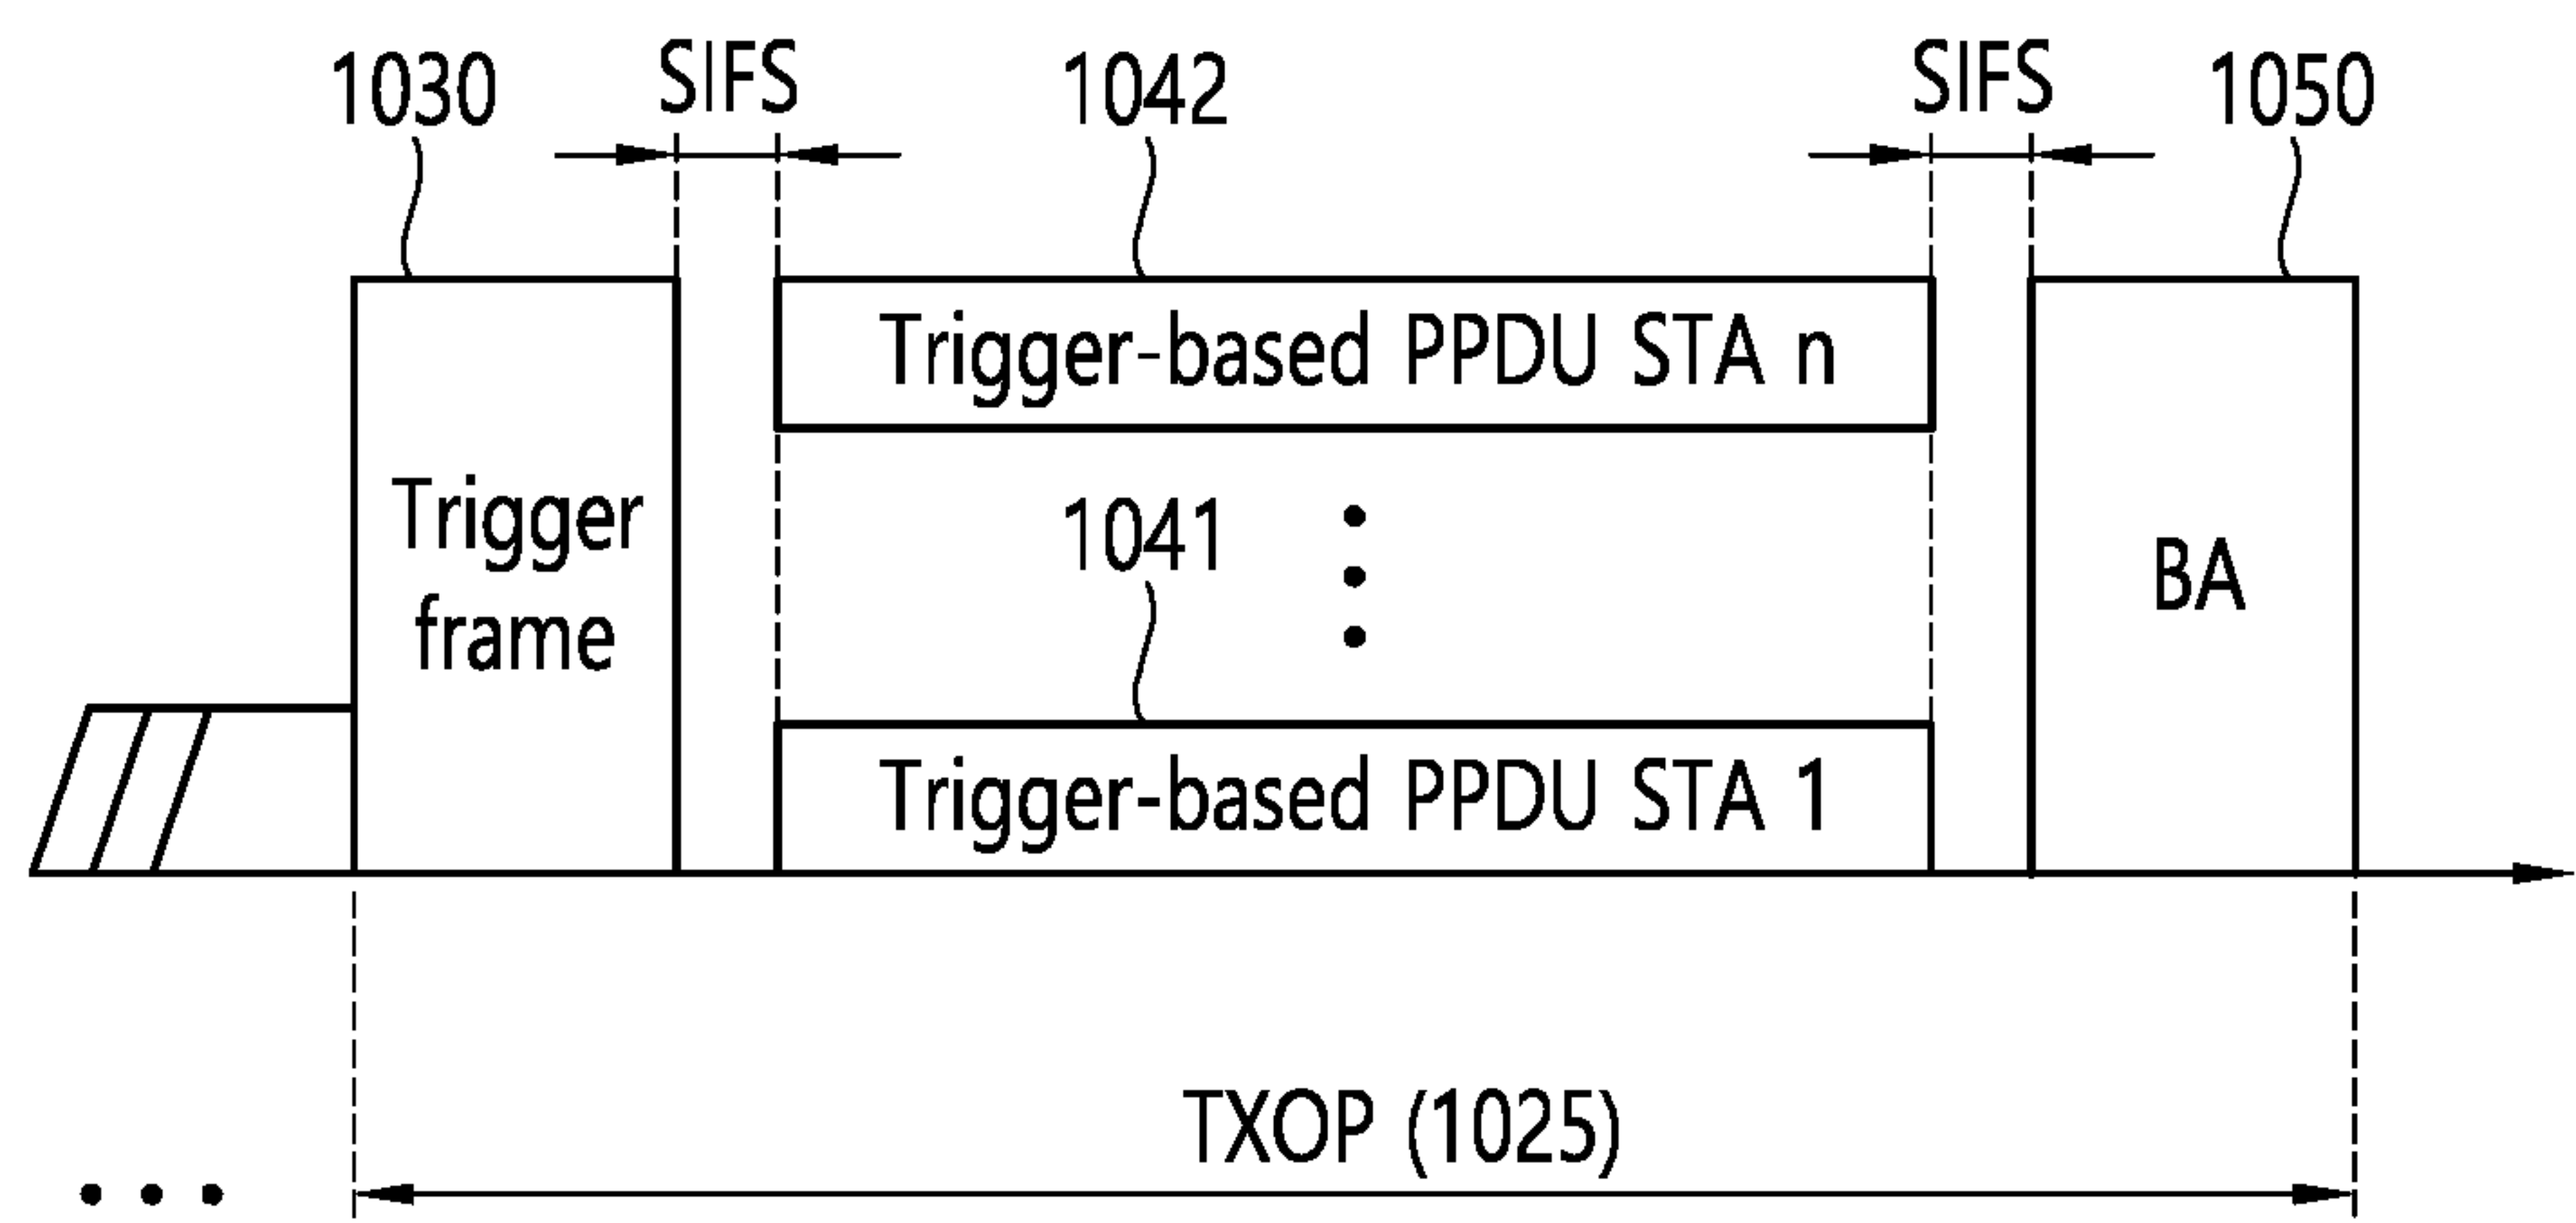 1030
SIFS
1042
SIFS
1050
Trigger-based PPDU STA n
Trigger
frame
1041
BA
Trigger-based PPDU STA 1
TXOP (1025)